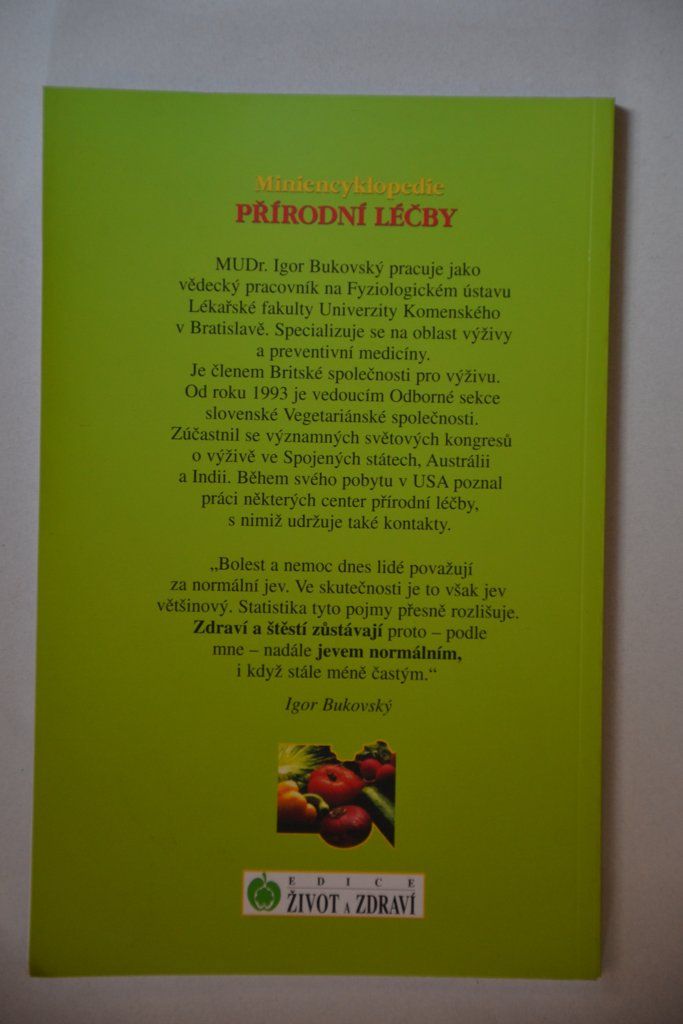 Miniencyklopedie
PŘÍRODNÍ LÉČBY
MUDr. Igor Bukovský pracuje jako
vědecký pracovník na Fyziologickém ústavu
Lékařské fakulty Univerzity Komenského
v Bratislavě. Specializuje se na oblast výživy
a preventivní medicíny.
Je členem Britské společnosti pro výživu.
Od roku 1993 je vedoucím Odborné sekce
slovenské Vegetariánské společnosti.
Zúčastnil se významných světových kongresů
o výživě ve Spojených státech, Austrálii
a Indii. Během svého pobytu v USA poznal
práci některých center přírodní léčby,
s nimiž udržuje také kontakty.
„Bolest a nemoc dnes lidé považují
za normální jev. Ve skutečnosti je to však jev
většinový. Statistika tyto pojmy přesně rozlišuje.
Zdraví a štěstí zůstávají proto – podle
mne – nadále jevem normálním,
i když stále méně častým.“
Igor Bukovský
EDICE
ŽIVOT A ZDRAVÍ